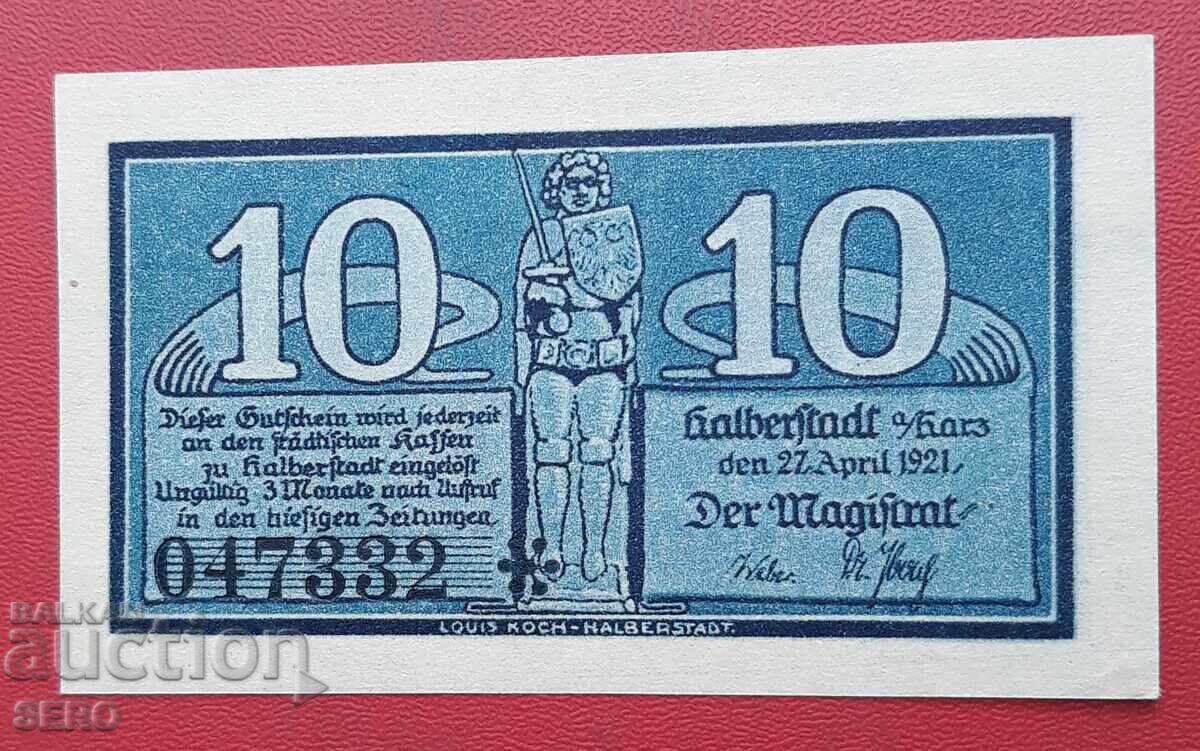 10
10
Dieser Gutschein wird jederzeit
an den städtischen Kassen
zu Halberstadt eingelöst
Ungültig 3 Monate nach Aufruf
in den hiesigen Zeitungen
047332
Halberstadt a/Harz
den 27. April 1921.
Der Magistrat
Weber.
LOUIS KOCH-HALBERSTADT.
BALKAN
auction
SERO